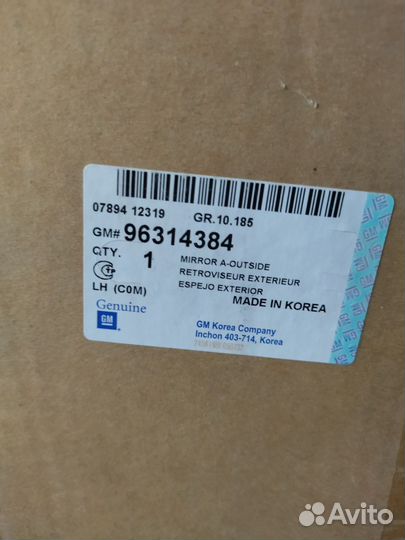 07894 12319 GR.10.185
GM# 96314384
QTY. 1 MIRROR A-OUTSIDE
RETROVISEUR EXTERIEUR
ESPEJO EXTERIOR
LH (COM) MADE IN KOREA
Genuine
GM
GM Korea Company
Inchon 403-714, Korea
Avito